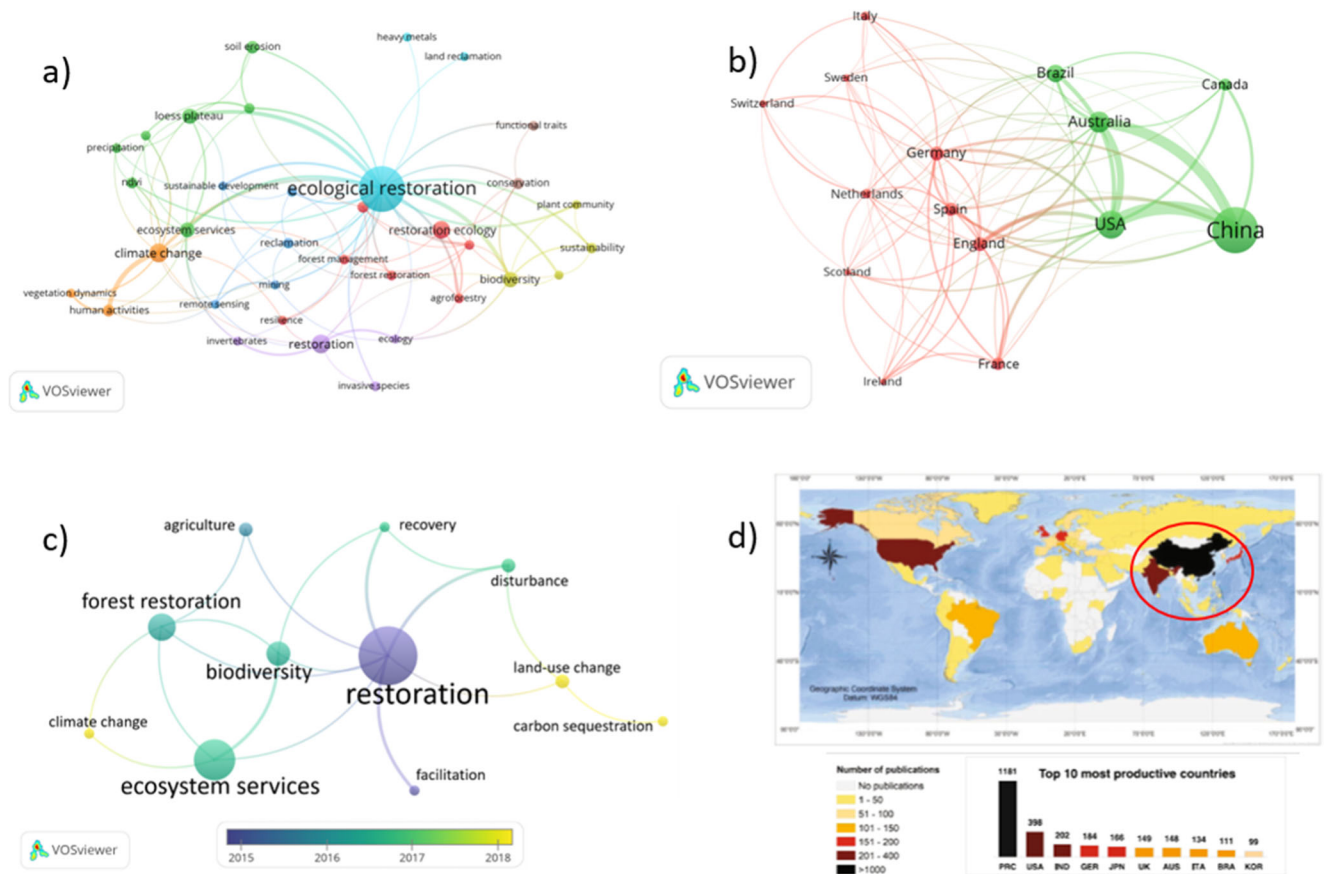 a)
soil erosion
heavy metals
land reclamation
loess plateau
functional traits
precipitation
ndvi
sustainable development
ecological restoration
conservation
plant community
ecosystem services
restoration ecology
climate change
reclamation
forest management
sustainability
forest restoration
biodiversity
mining
vegetation dynamics
human activities
remote sensing
agroforestry
resilience
invertebrates
restoration
ecology
invasive species
VOSviewer
b)
Italy
Sweden
Switzerland
Brazil
Canada
Australia
Germany
Netherlands
Spain
USA
China
England
Scotland
France
Ireland
VOSviewer
c)
agriculture
recovery
disturbance
forest restoration
biodiversity
restoration
land-use change
climate change
carbon sequestration
ecosystem services
facilitation
VOSviewer
2015 2016 2017 2018
d)
Geographic Coordinate System
Datum: WGS84
Number of publications
No publications
1 - 50
51 - 100
101 - 150
151 - 200
201 - 400
>1000
Top 10 most productive countries
1181 398 202 184 166 149 148 134 111 99
PRC USA IND GER JPN UK AUS ITA BRA KOR